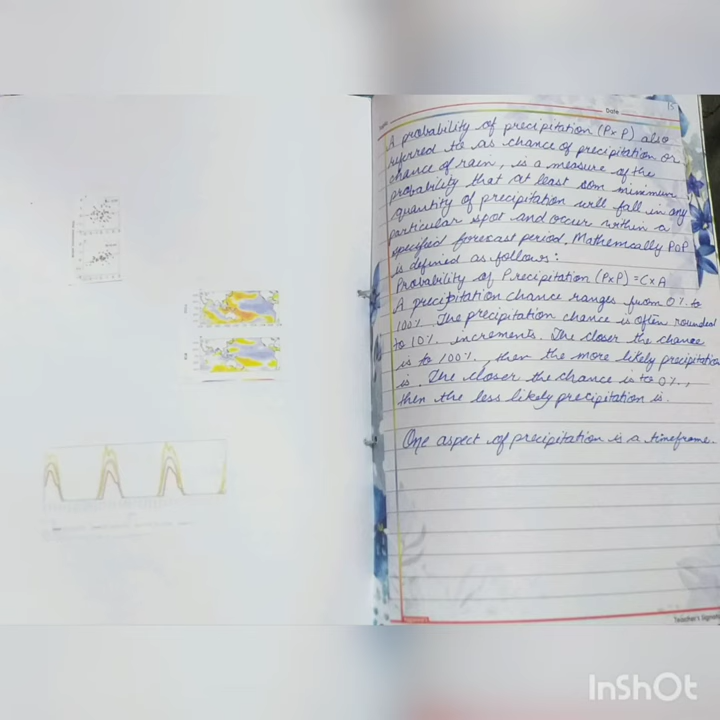 Date
15
A probability of precipitation (PxP) also
referred tte as chance of precipitation or
chance of rain, is a measure of the
probability that at least som minimum
quantity of precipitation will fall in any
particular spot and occur within a
specified forecast period. Mathemcally POP
is defined as follows:
Probability of Precipitation (PxP) = C x A
A precipitation chance ranges from 0% to
100%. The precipitation chance is often rounded
to 10% increments. The closer the chance
is to 100%, then the more likely precipitation
is. The closer the chance is to 0%,
then the less likely precipitation is.
One aspect of precipitation is a timeframe.
Teacher's Signat
InShOt